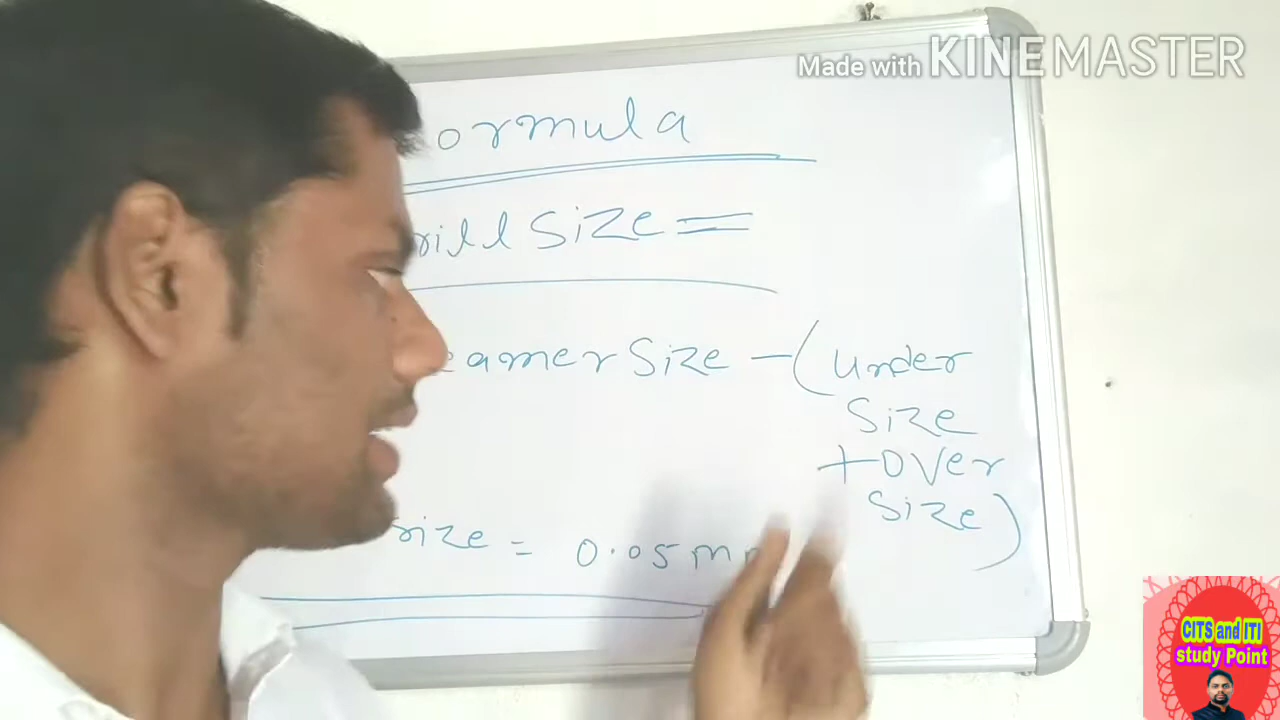 Made with KINEMASTER
ormula
rill Size =
eamer Size - (Under
Size
+ Over
Size)
size = 0.05 m
CITS and ITI
study Point